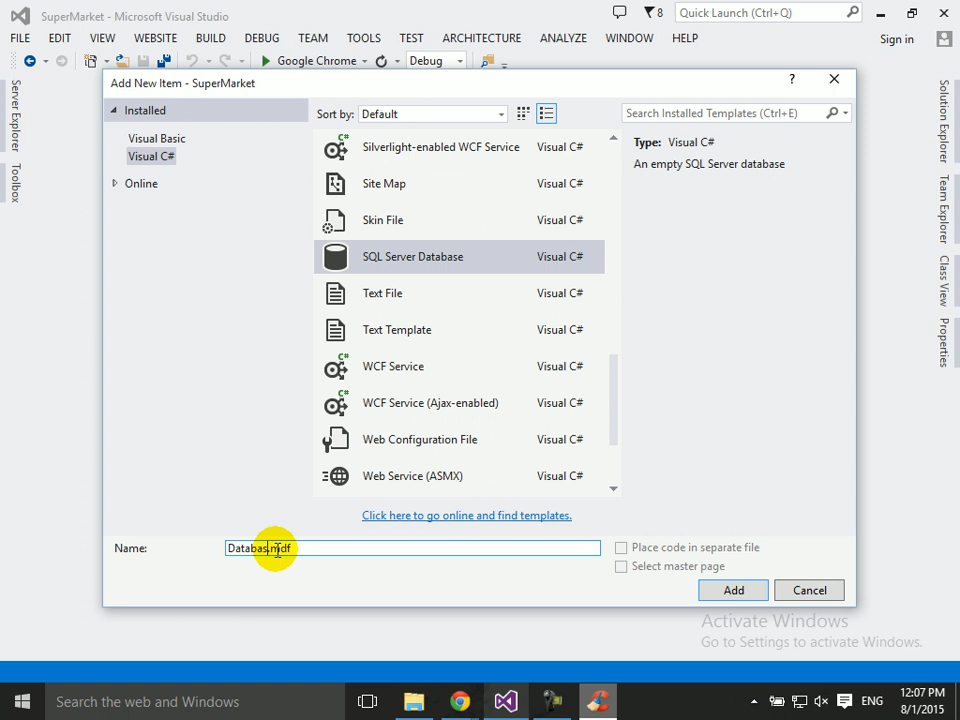 SuperMarket - Microsoft Visual Studio
8
Quick Launch (Ctrl+Q)
FILE EDIT VIEW WEBSITE BUILD DEBUG TEAM TOOLS TEST ARCHITECTURE ANALYZE WINDOW HELP Sign in
Google Chrome Debug
Server Explorer
Toolbox
Add New Item - SuperMarket
?
Installed
Visual Basic
Visual C#
Online
Sort by: Default
Search Installed Templates (Ctrl+E)
Silverlight-enabled WCF Service Visual C#
Site Map Visual C#
Skin File Visual C#
SQL Server Database Visual C#
Text File Visual C#
Text Template Visual C#
WCF Service Visual C#
WCF Service (Ajax-enabled) Visual C#
Web Configuration File Visual C#
Web Service (ASMX) Visual C#
Click here to go online and find templates.
Type: Visual C#
An empty SQL Server database
Name: Databas.mdf
Place code in separate file
Select master page
Add Cancel
Solution Explorer
Team Explorer
Class View
Properties
Activate Windows
Go to Settings to activate Windows.
Search the web and Windows
ENG
12:07 PM
8/1/2015